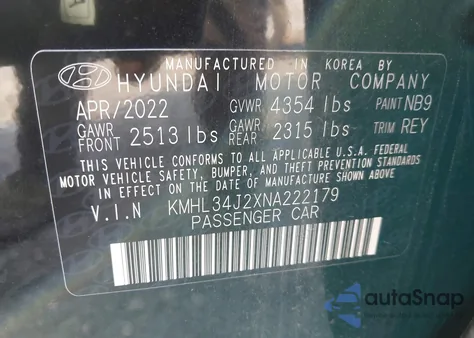 MANUFACTURED IN KOREA BY
HYUNDAI MOTOR COMPANY
APR/2022 GVWR 4354 lbs PAINT NB9
GAWR FRONT 2513 lbs GAWR REAR 2315 lbs TRIM REY
THIS VEHICLE CONFORMS TO ALL APPLICABLE U.S.A. FEDERAL
MOTOR VEHICLE SAFETY, BUMPER, AND THEFT PREVENTION STANDARDS
IN EFFECT ON THE DATE OF MANUFACTURE SHOWN ABOVE.
V.I.N KMHL34J2XNA222179
PASSENGER CAR
autoSnap